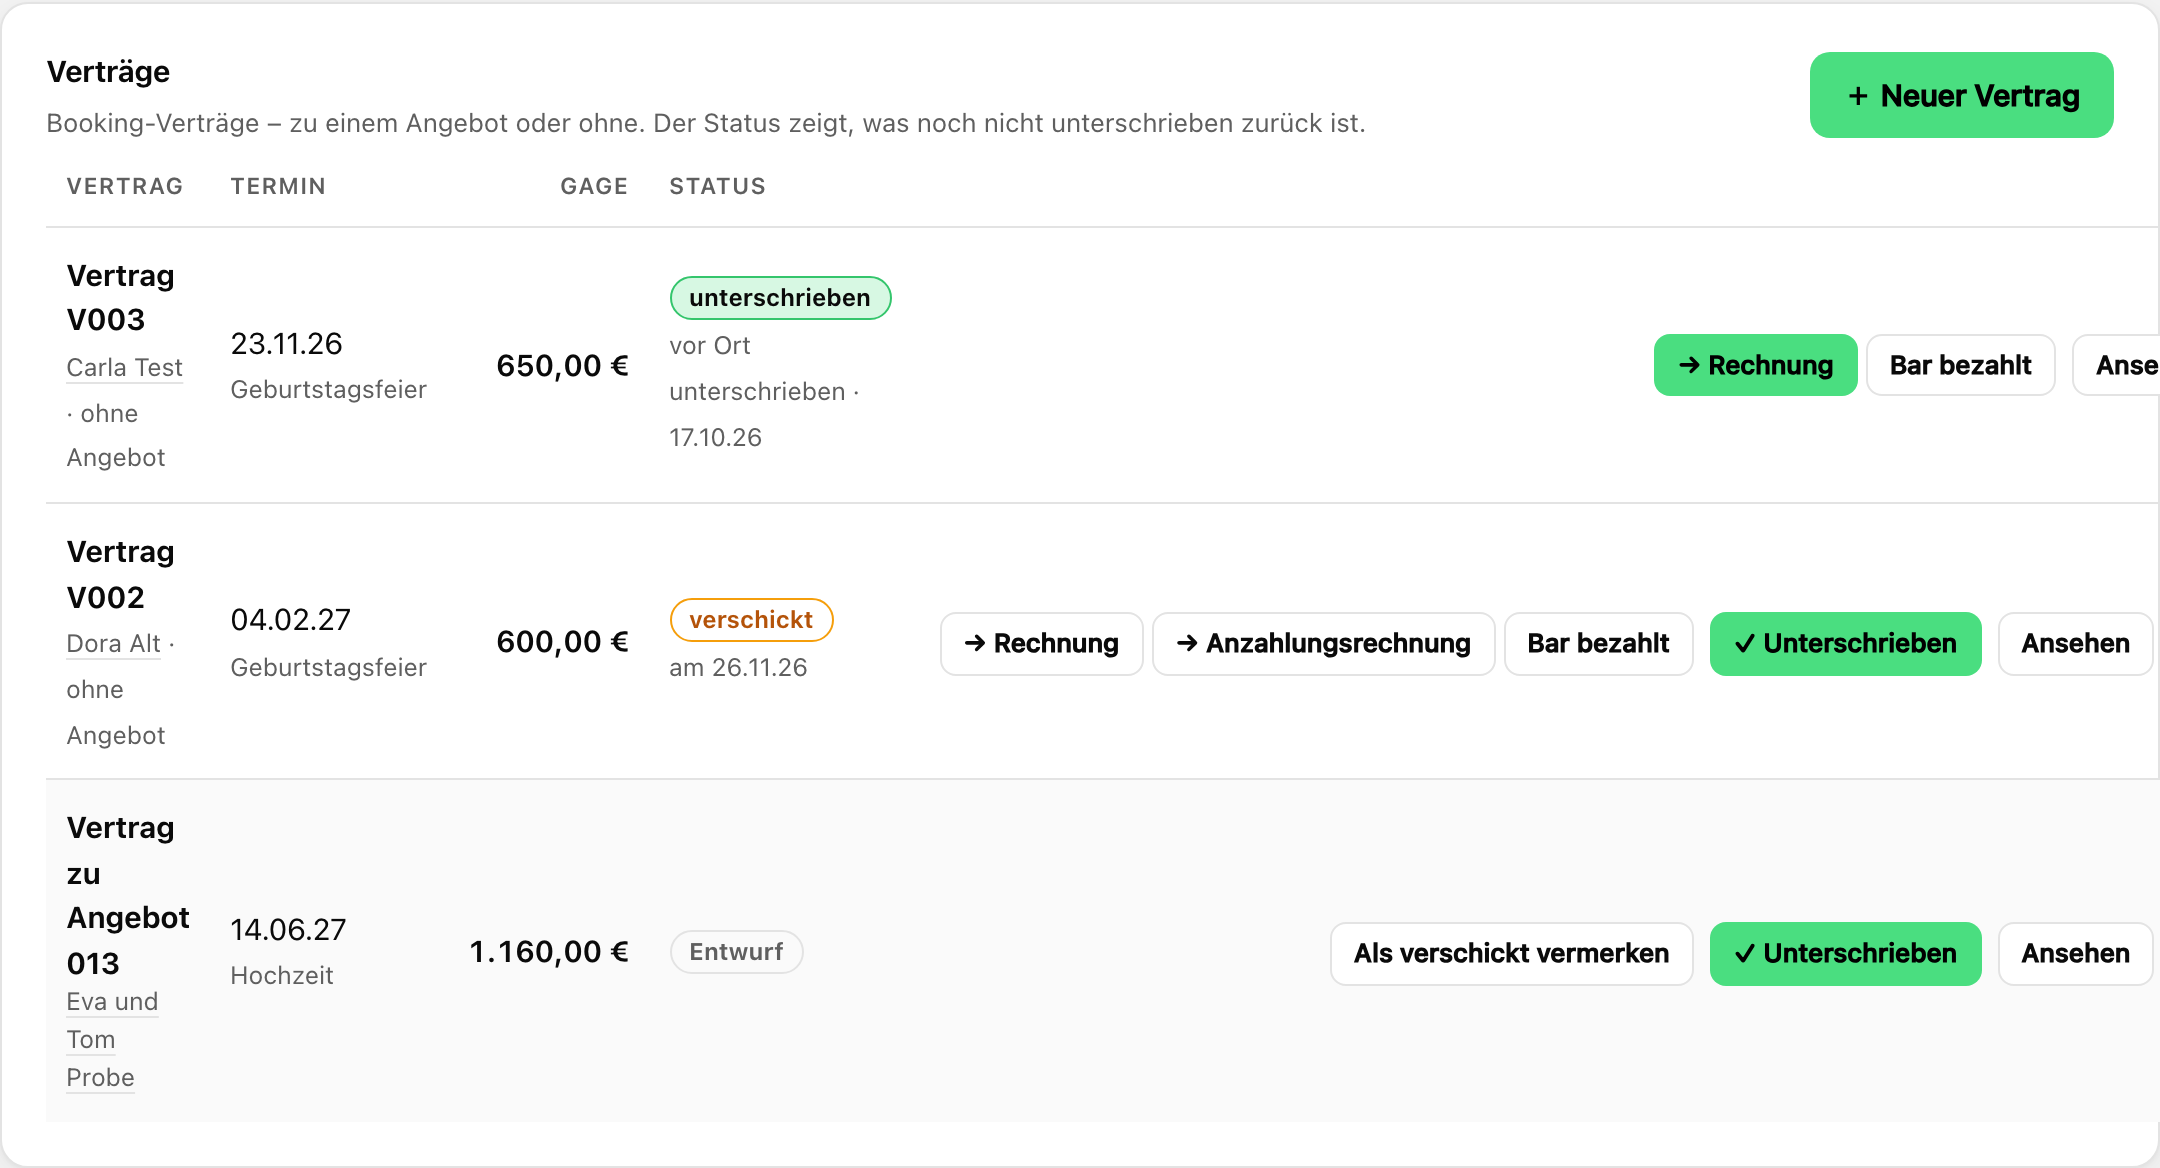 Verträge
+ Neuer Vertrag
Booking-Verträge – zu einem Angebot oder ohne. Der Status zeigt, was noch nicht unterschrieben zurück ist.
VERTRAG TERMIN GAGE STATUS
Vertrag
V003
Carla Test
· ohne
Angebot
23.11.26
Geburtstagsfeier
650,00 €
unterschrieben
vor Ort
unterschrieben ·
17.10.26
→ Rechnung
Bar bezahlt
Anse
Vertrag
V002
Dora Alt ·
ohne
Angebot
04.02.27
Geburtstagsfeier
600,00 €
verschickt
am 26.11.26
→ Rechnung
→ Anzahlungsrechnung
Bar bezahlt
✓ Unterschrieben
Ansehen
Vertrag
zu
Angebot
013
Eva und
Tom
Probe
14.06.27
Hochzeit
1.160,00 €
Entwurf
Als verschickt vermerken
✓ Unterschrieben
Ansehen